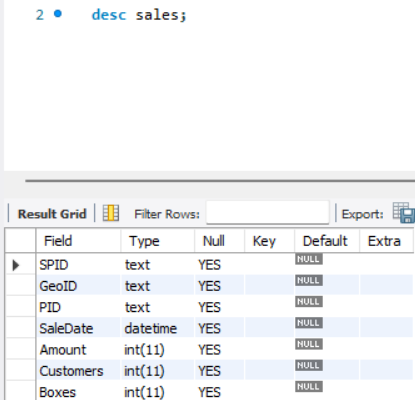 2 desc sales;
Result Grid Filter Rows: Export:
Field Type Null Key Default Extra
SPID text YES NULL
GeoID text YES NULL
PID text YES NULL
SaleDate datetime YES NULL
Amount int(11) YES NULL
Customers int(11) YES NULL
Boxes int(11) YES NULL